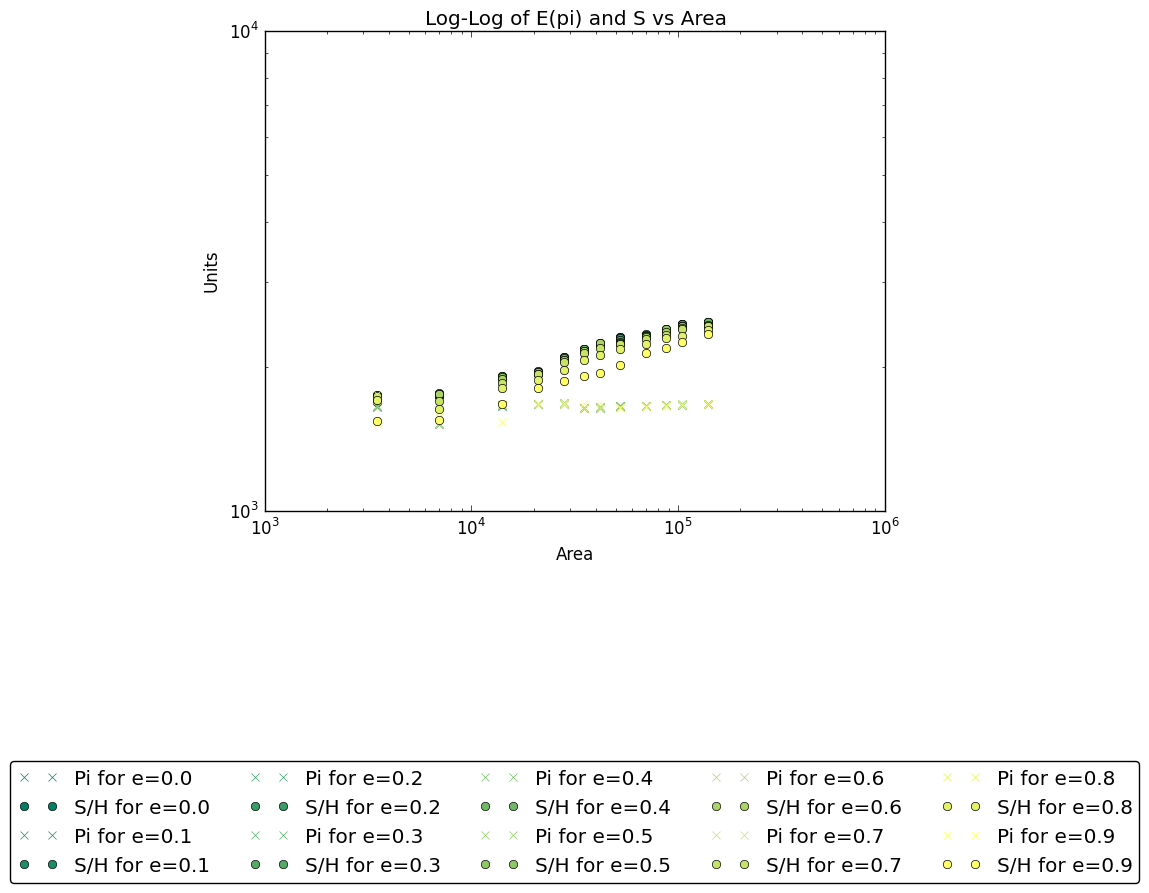 Log-Log of E(pi) and S vs Area
10^4
Units
10^3
10^3 10^4 10^5 10^6
Area
Pi for e=0.0 Pi for e=0.2 Pi for e=0.4 Pi for e=0.6 Pi for e=0.8
S/H for e=0.0 S/H for e=0.2 S/H for e=0.4 S/H for e=0.6 S/H for e=0.8
Pi for e=0.1 Pi for e=0.3 Pi for e=0.5 Pi for e=0.7 Pi for e=0.9
S/H for e=0.1 S/H for e=0.3 S/H for e=0.5 S/H for e=0.7 S/H for e=0.9